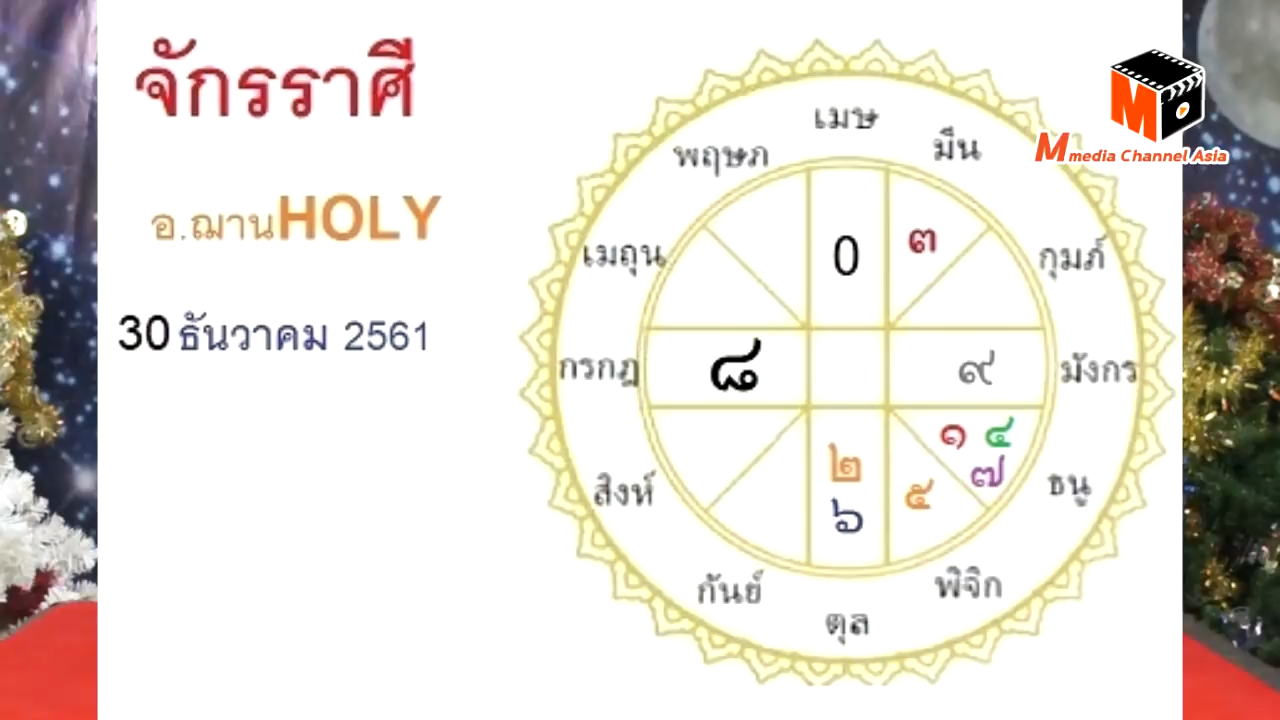 จักรราศี
อ.ฌานHOLY
30 ธันวาคม 2561
M media Channel Asia
เมษ
พฤษภ
มีน
เมถุน
กุมภ์
กรกฎ
มังกร
สิงห์
ธนู
กันย์
ตุล
พิจิก
0
๓
๘
๙
๑ ๔
๗
๒
๕
๖